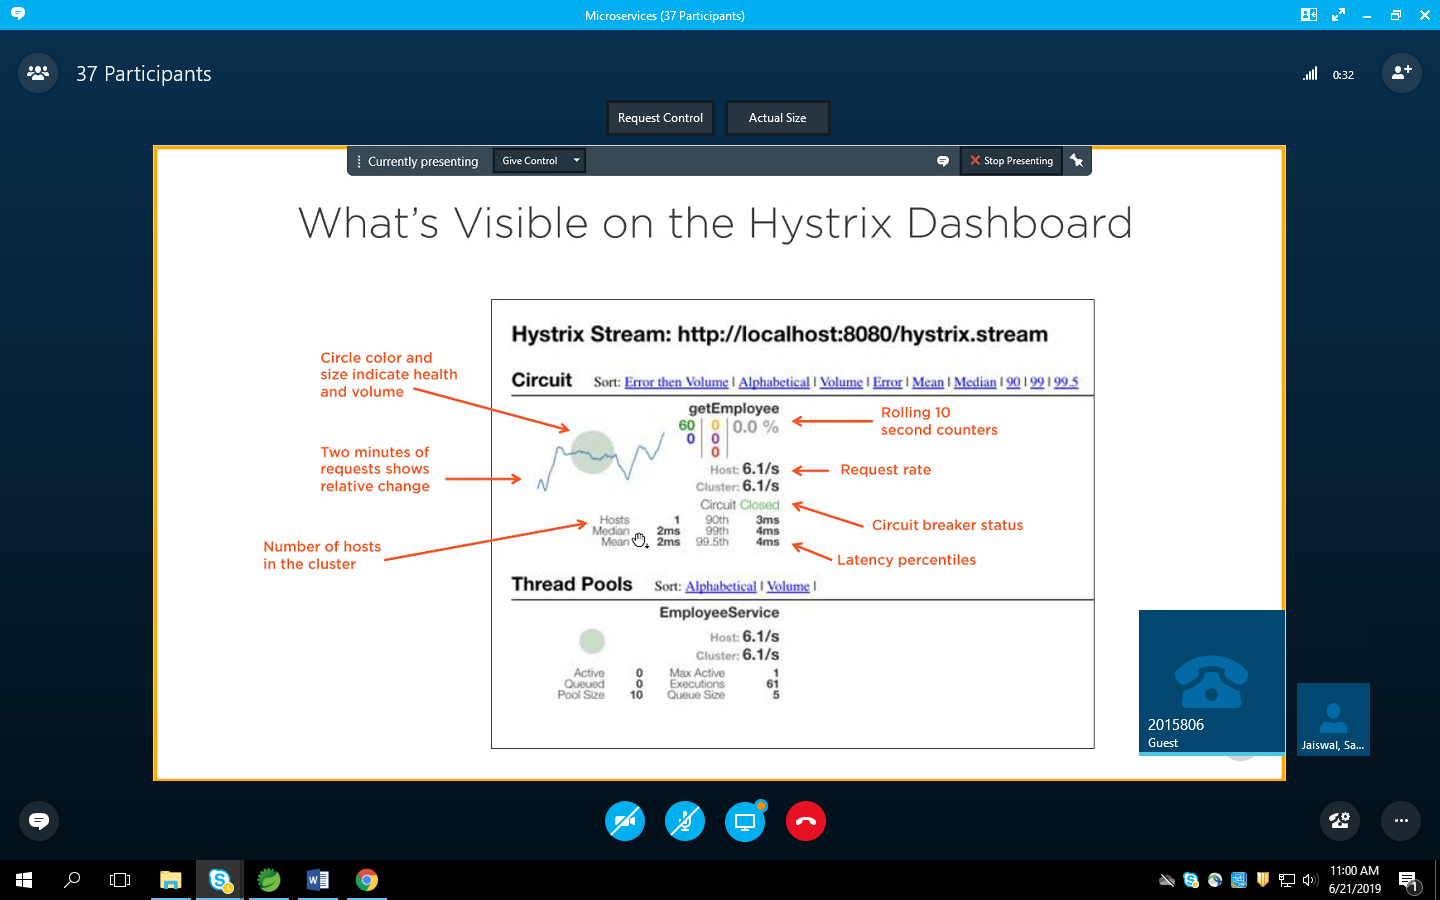 Microservices (37 Participants)
37 Participants
0:32
Request Control
Actual Size
Currently presenting
Give Control
Stop Presenting
What's Visible on the Hystrix Dashboard
Hystrix Stream: http://localhost:8080/hystrix.stream
Circuit Sort: Error then Volume | Alphabetical | Volume | Error | Mean | Median | 90 | 99 | 99.5
Circle color and
size indicate health
and volume
Two minutes of
requests shows
relative change
Number of hosts
in the cluster
getEmployee
60 0 0.0 %
0 0
0
Host: 6.1/s
Cluster: 6.1/s
Circuit Closed
Hosts 1 90th 3ms
Median 2ms 99th 4ms
Mean 2ms 99.5th 4ms
Rolling 10
second counters
Request rate
Circuit breaker status
Latency percentiles
Thread Pools Sort: Alphabetical | Volume |
EmployeeService
Host: 6.1/s
Cluster: 6.1/s
Active 0 Max Active 1
Queued 0 Executions 61
Pool Size 10 Queue Size 5
2015806
Guest
Jaiswal, Sa...
11:00 AM
6/21/2019
1